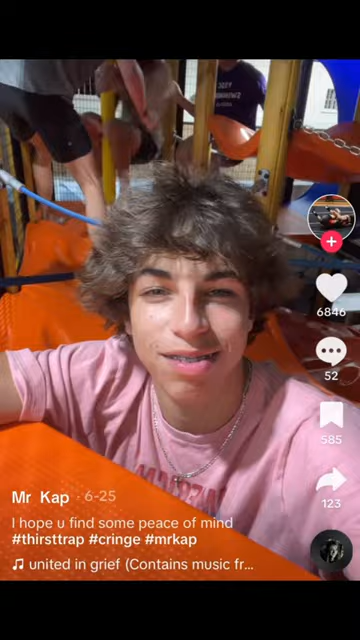 6846
52
585
123
Mr Kap · 6-25
I hope u find some peace of mind
#thirsttrap #cringe #mrkap
united in grief (Contains music fr...